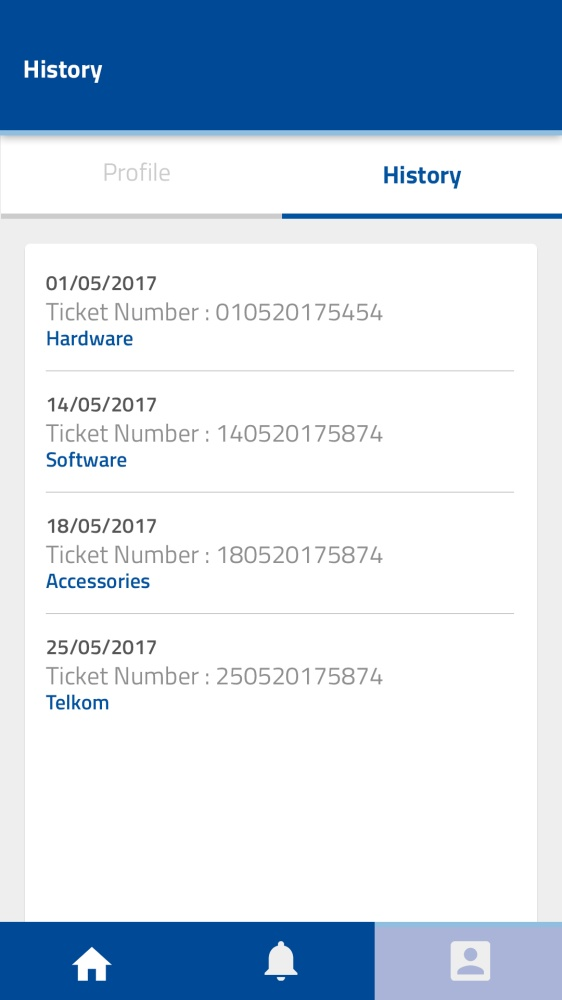 History
Profile
History
01/05/2017
Ticket Number : 010520175454
Hardware
14/05/2017
Ticket Number : 140520175874
Software
18/05/2017
Ticket Number : 180520175874
Accessories
25/05/2017
Ticket Number : 250520175874
Telkom